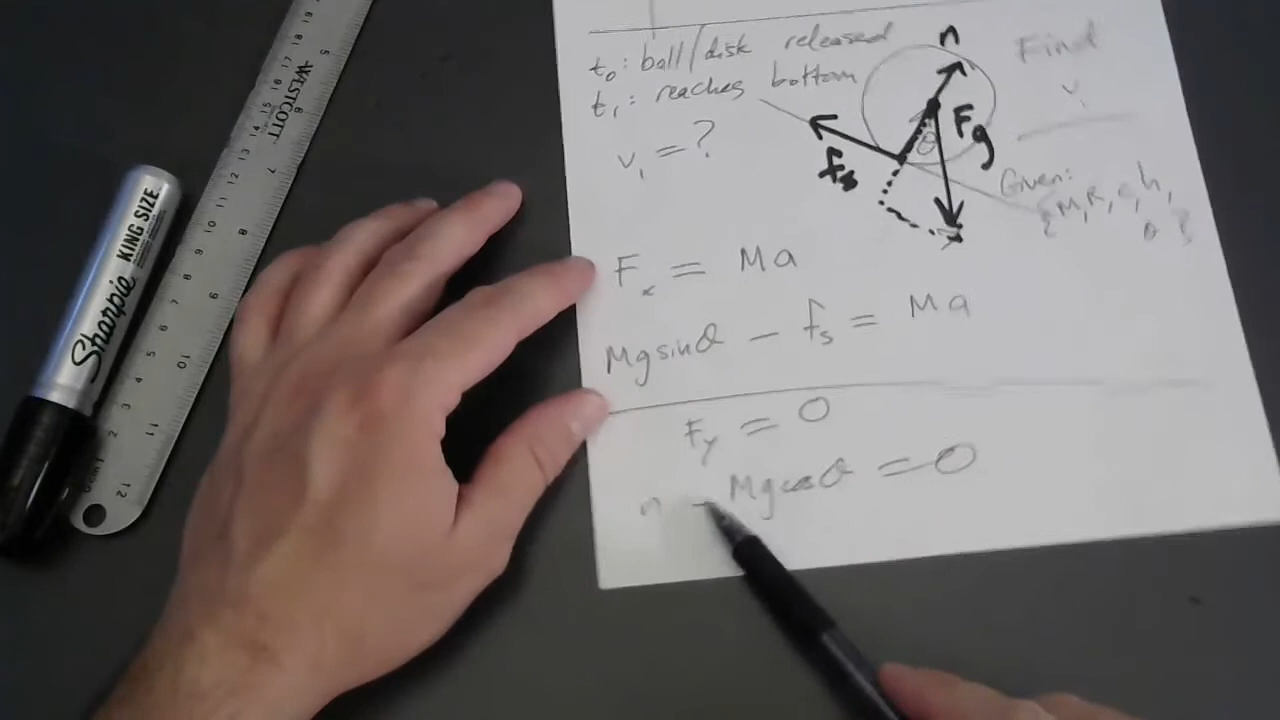 t₀: ball/disk released
t₁: reaches bottom
v₁ = ?
n
Fg
fs
θ
Find
v₁
Given:
{M, R, c, h,
θ}
Fx = Ma
Mg sinθ - fs = Ma
Fy = 0
n - Mg cosθ = 0
Sharpie KING SIZE
WESTCOTT